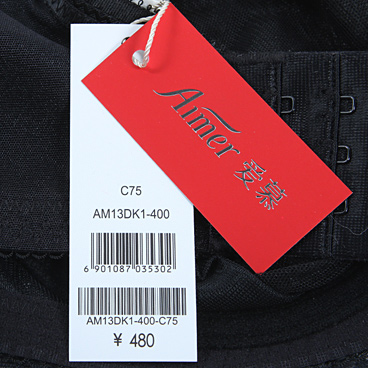 Aimer 爱慕
C75
AM13DK1-400
6 901087 035302
AM13DK1-400-C75
¥ 480